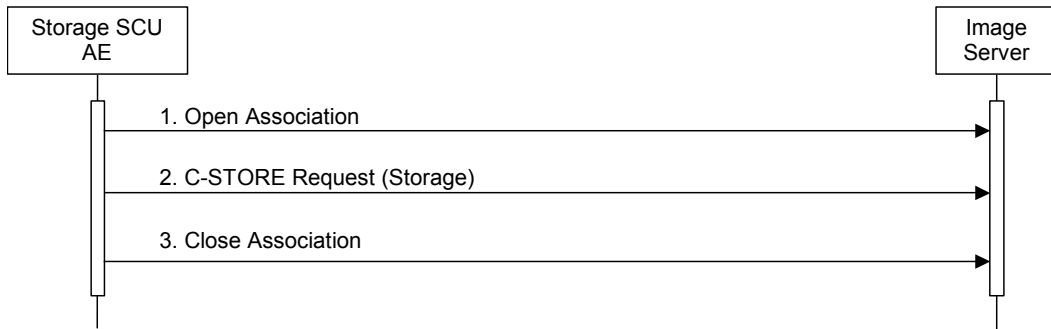 Storage SCU
AE
Image
Server
1. Open Association
2. C-STORE Request (Storage)
3. Close Association